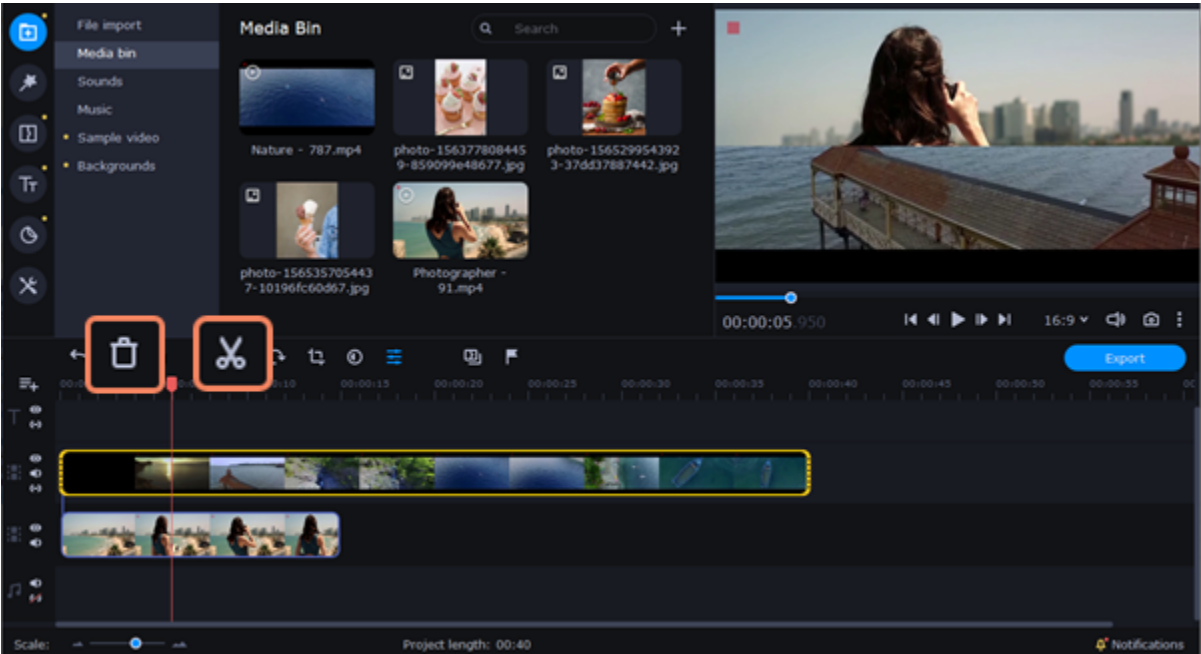 File import
Media bin
Sounds
Music
Sample video
Backgrounds
Media Bin
Search
Nature - 787.mp4
photo-156377808445
9-859099e48677.jpg
photo-156529954392
3-37dd37887442.jpg
photo-156535705443
7-10196fc60d67.jpg
Photographer -
91.mp4
00:00:05.950
16:9
Export
00:00:15
00:00:20
00:00:25
00:00:30
00:00:35
00:00:40
00:00:45
00:00:50
00:00:55
Scale:
Project length: 00:40
Notifications